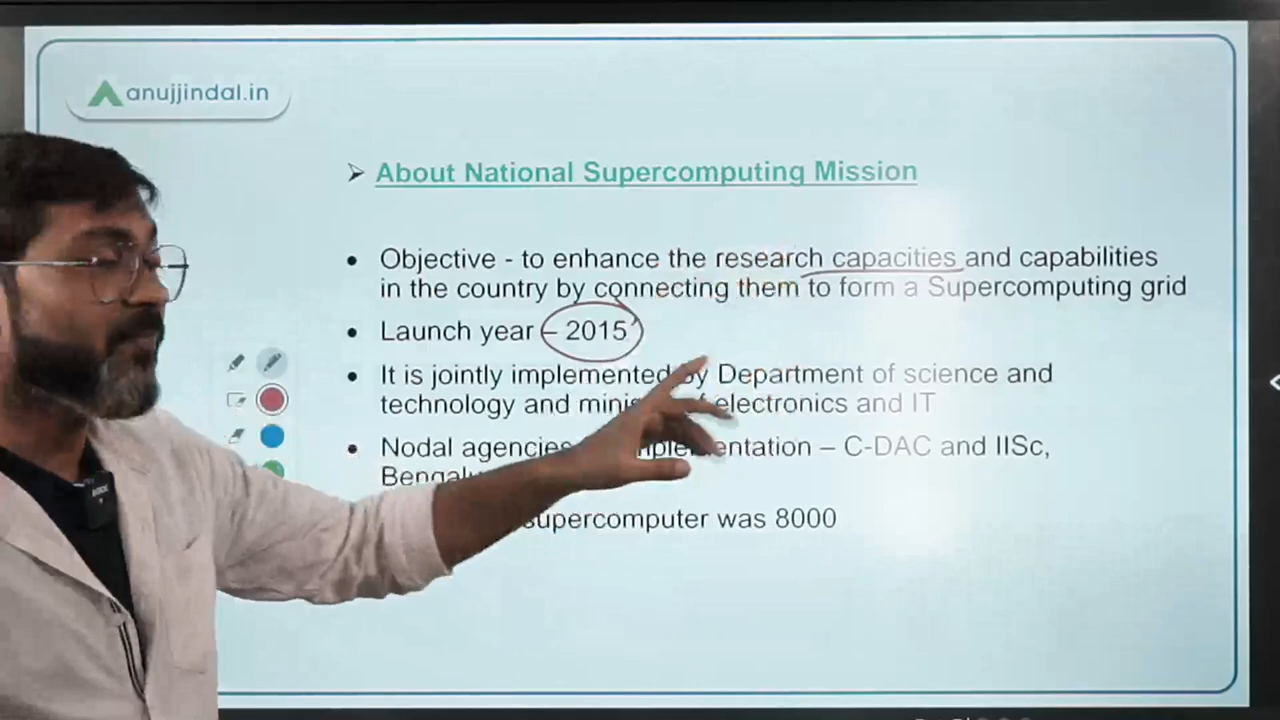 anujjindal.in
About National Supercomputing Mission
Objective - to enhance the research capacities and capabilities
in the country by connecting them to form a Supercomputing grid
Launch year – 2015
It is jointly implemented by Department of science and
technology and of electronics and IT
Nodal agencies – C-DAC and IISc,
supercomputer was 8000